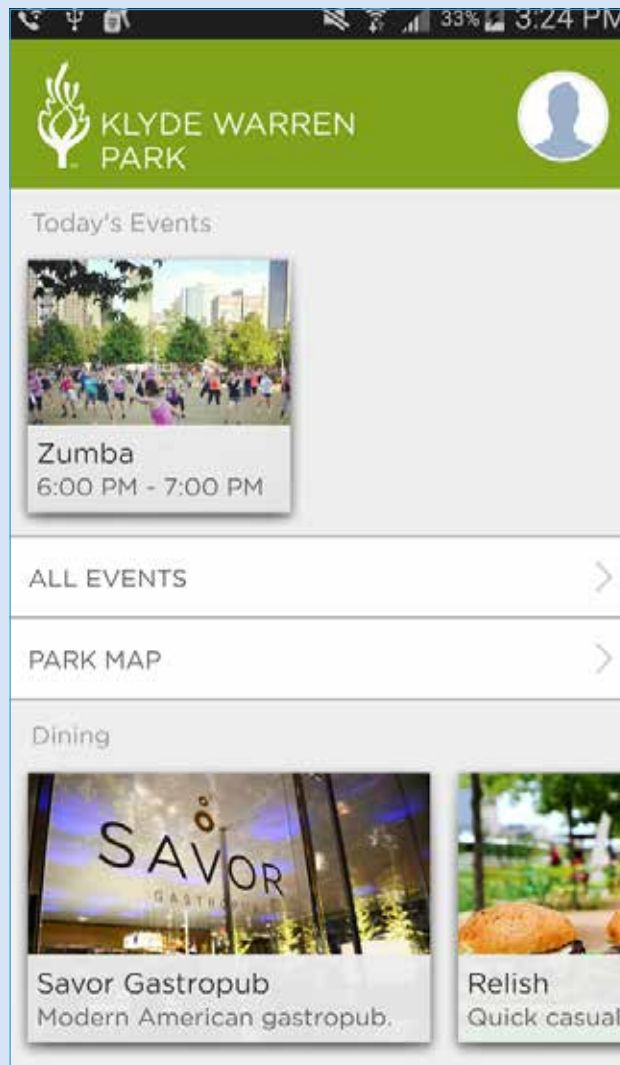 33% 3:24 PM
KLYDE WARREN
PARK
Today's Events
Zumba
6:00 PM - 7:00 PM
ALL EVENTS
PARK MAP
Dining
SAVOR
GASTROPUB
Savor Gastropub
Modern American gastropub.
Relish
Quick casual